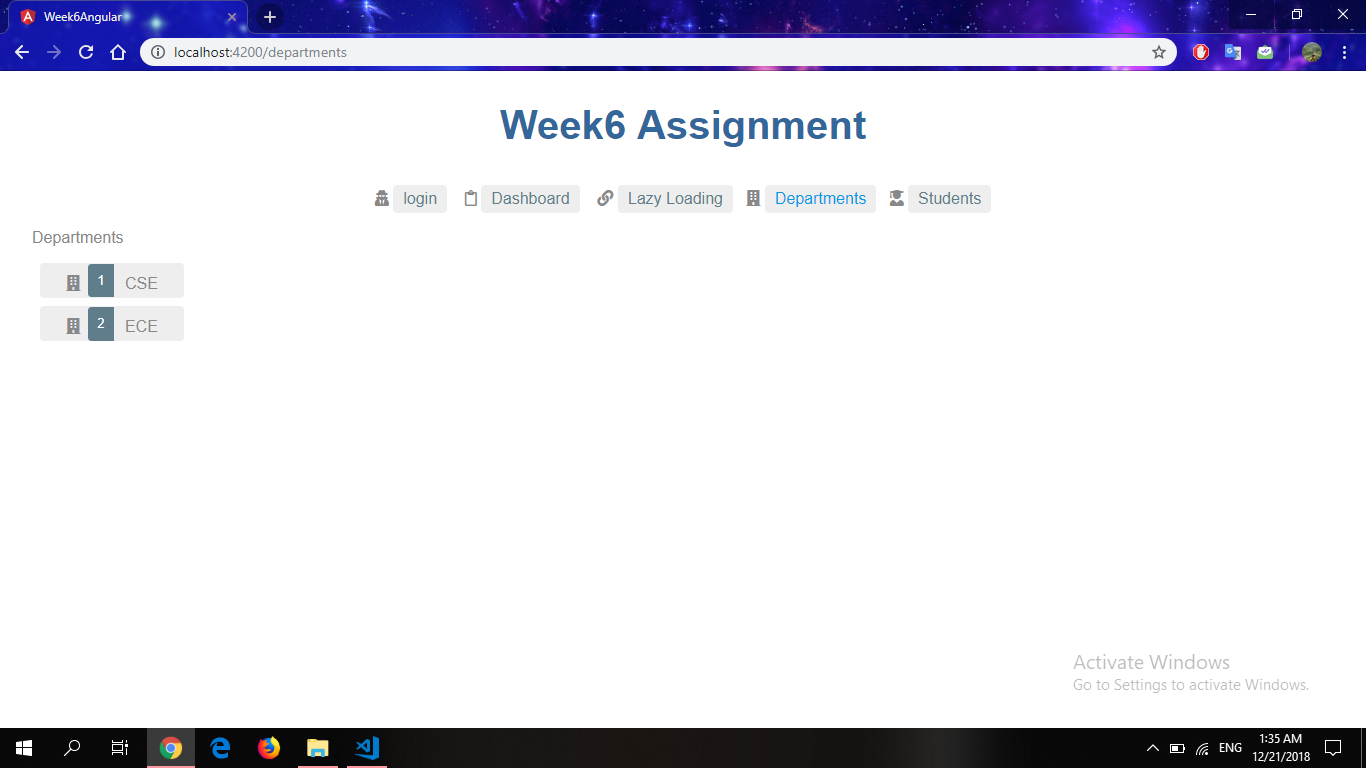 Week6Angular
localhost:4200/departments
Week6 Assignment
login Dashboard Lazy Loading Departments Students
Departments
1 CSE
2 ECE
Activate Windows
Go to Settings to activate Windows.
ENG
1:35 AM
12/21/2018